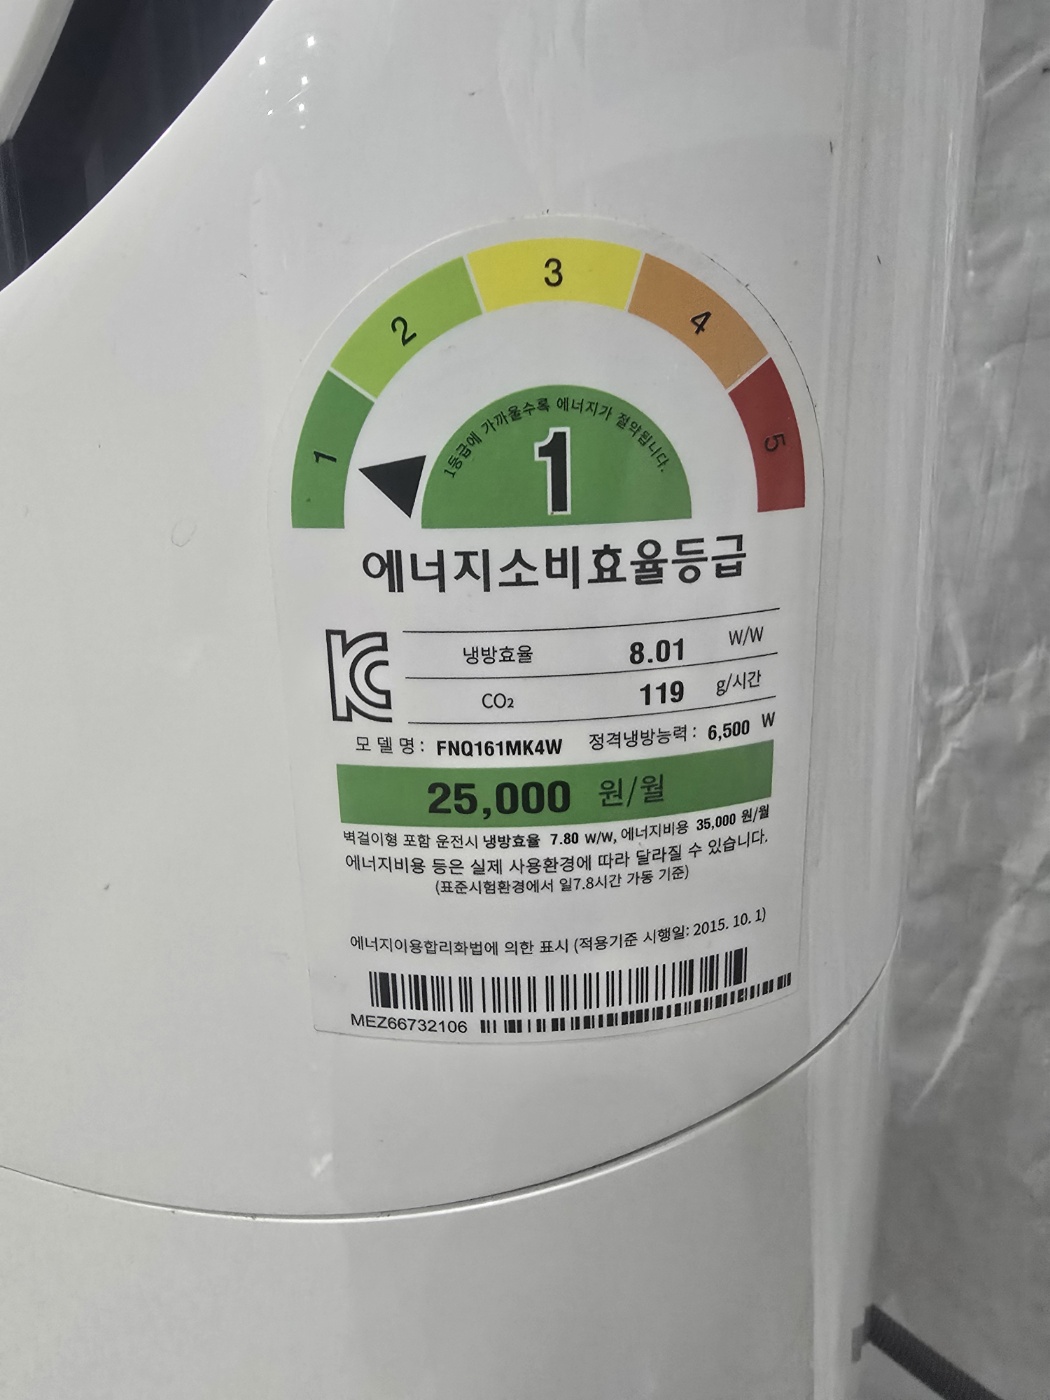 1 2 3 4 5
1등급에 가까울수록 에너지가 절약됩니다.
1
에너지소비효율등급
냉방효율 8.01 W/W
CO₂ 119 g/시간
모델명: FNQ161MK4W 정격냉방능력: 6,500 W
25,000 원/월
벽걸이형 포함 운전시 냉방효율 7.80 W/W, 에너지비용 35,000 원/월
에너지비용 등은 실제 사용환경에 따라 달라질 수 있습니다.
(표준시험환경에서 일7.8시간 가동 기준)
에너지이용합리화법에 의한 표시 (적용기준 시행일: 2015. 10. 1)
MEZ66732106